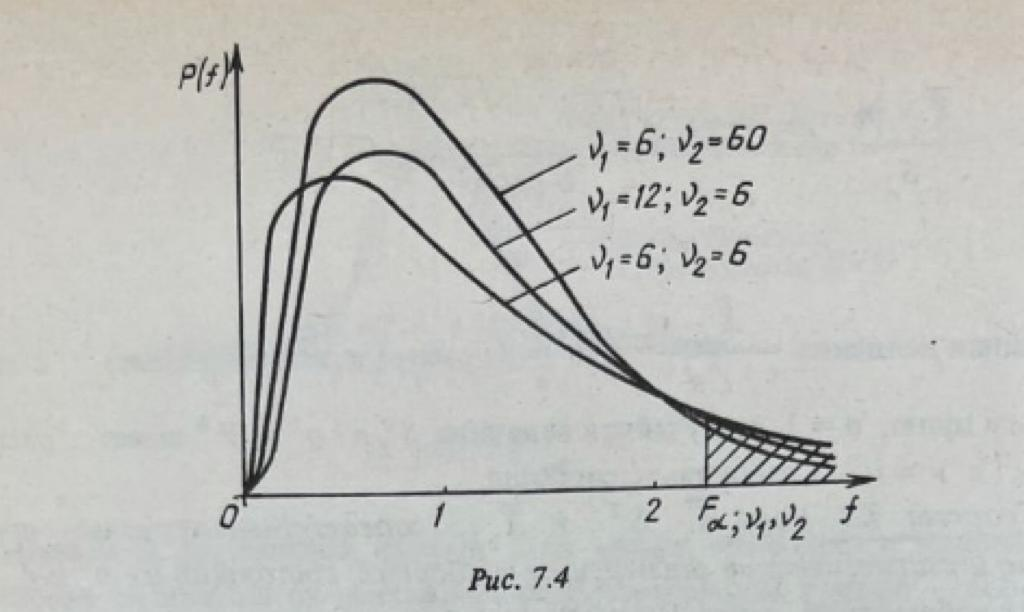 P(f)
ν₁=6; ν₂=60
ν₁=12; ν₂=6
ν₁=6; ν₂=6
0 1 2 Fα; ν₁, ν₂ f
Рис. 7.4